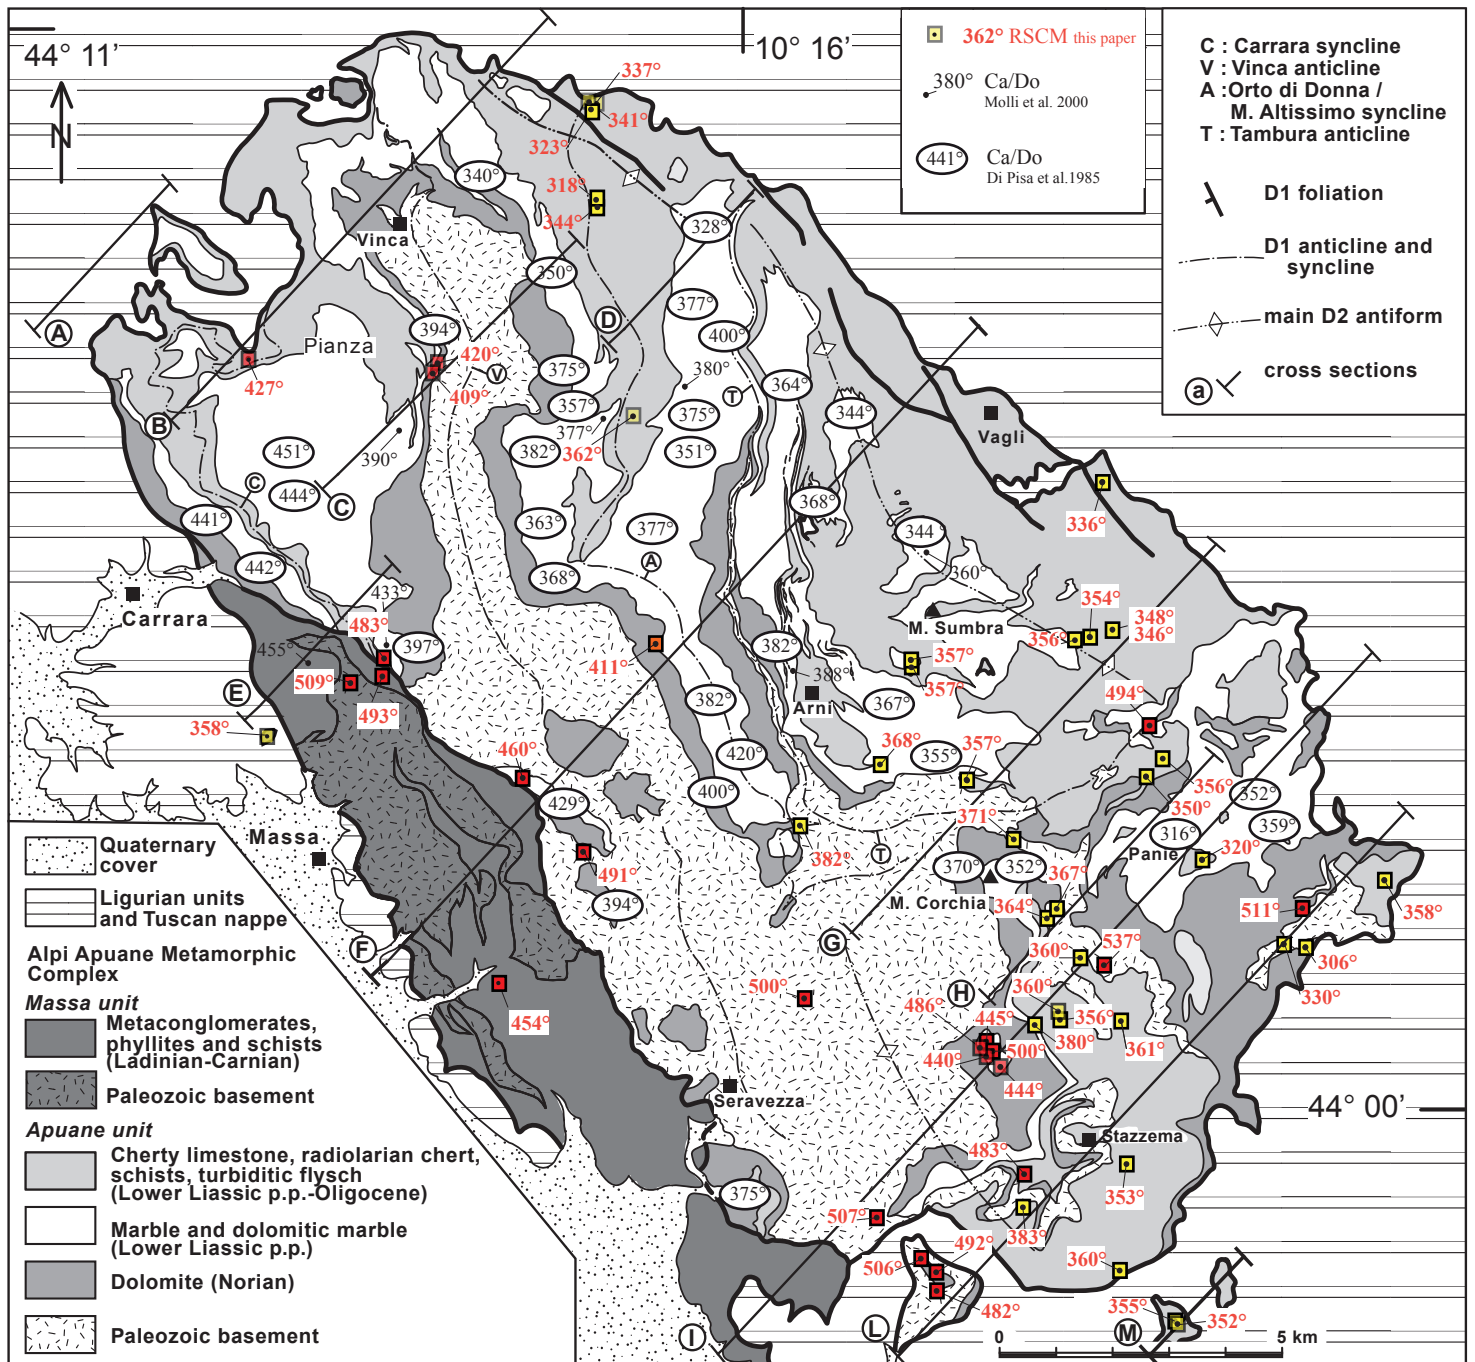 44° 11’
10° 16’
N
362° RSCM this paper
380° Ca/Do
Molli et al. 2000
441° Ca/Do
Di Pisa et al.1985
C : Carrara syncline
V : Vinca anticline
A :Orto di Donna /
M. Altissimo syncline
T : Tambura anticline
D1 foliation
D1 anticline and
syncline
main D2 antiform
a cross sections
337°
341°
323°
340°
318°
344°
328°
Vinca
350°
A
D
377°
394°
400°
Pianza
420°
V
380°
375°
364°
427°
409°
T
357°
375°
344°
Vagli
B
377°
362°
451°
390°
382°
351°
444°
C
C
368°
336°
441°
363°
377°
344°
442°
368°
A
360°
433°
354°
Carrara
M. Sumbra
348°
483°
397°
356°
346°
455°
411°
382°
357°
A
509°
388°
357°
E
493°
382°
Arni
367°
494°
358°
460°
420°
368°
355°
357°
356°
400°
350°
352°
429°
371°
316°
359°
Massa
382°
T
Panie
320°
491°
370°
352°
367°
394°
M. Corchia
364°
511°
358°
F
G
360°
537°
306°
500°
H
360°
330°
486°
445°
356°
454°
361°
440°
500°
380°
444°
Seravezza
44° 00’
Stazzema
483°
375°
353°
507°
383°
492°
506°
360°
482°
355°
352°
I
L
M
0
5 km
Quaternary
cover
Ligurian units
and Tuscan nappe
Alpi Apuane Metamorphic
Complex
Massa unit
Metaconglomerates,
phyllites and schists
(Ladinian-Carnian)
Paleozoic basement
Apuane unit
Cherty limestone, radiolarian chert,
schists, turbiditic flysch
(Lower Liassic p.p.-Oligocene)
Marble and dolomitic marble
(Lower Liassic p.p.)
Dolomite (Norian)
Paleozoic basement